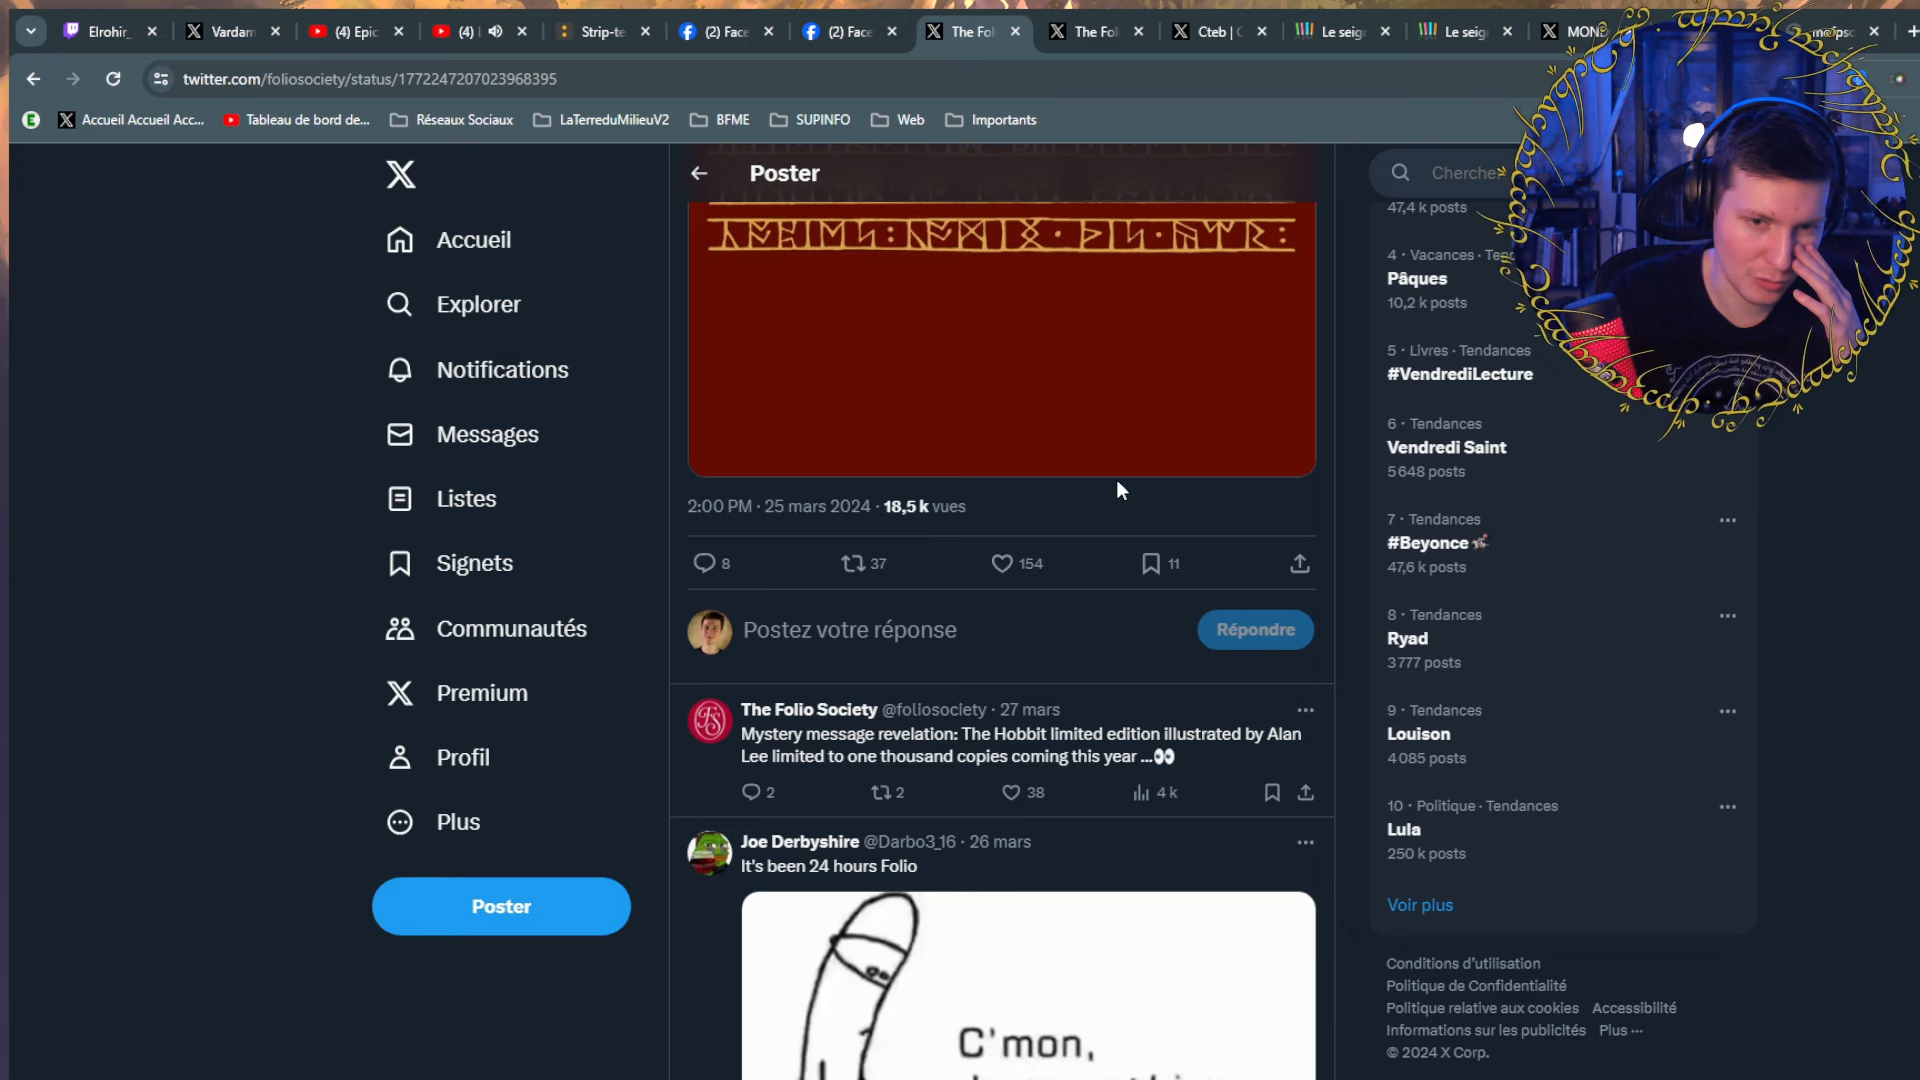 Elrohir_
Vardam
(4) Epic
(4)
Strip-te
(2) Face
(2) Face
The Fol
The Fol
Cteb | C
Le seig
Le seig
twitter.com/foliosociety/status/1772247207023968395
E
Accueil Accueil Acc...
Tableau de bord de...
Réseaux Sociaux
LaTerreduMilieuV2
BFME
SUPINFO
Web
Importants
Accueil
Explorer
Notifications
Messages
Listes
Signets
Communautés
Premium
Profil
Plus
Poster
Poster
2:00 PM · 25 mars 2024 · 18,5 k vues
8
37
154
11
Postez votre réponse
Répondre
FS
The Folio Society @foliosociety · 27 mars
Mystery message revelation: The Hobbit limited edition illustrated by Alan
Lee limited to one thousand copies coming this year ...👀
2
2
38
4 k
Joe Derbyshire @Darbo3_16 · 26 mars
It's been 24 hours Folio
C'mon,
47,4 k posts
4 · Vacances ·
Pâques
10,2 k posts
5 · Livres · Tendances
#VendrediLecture
6 · Tendances
Vendredi Saint
5 648 posts
7 · Tendances
#Beyonce
47,6 k posts
8 · Tendances
Ryad
3 777 posts
9 · Tendances
Louison
4 085 posts
10 · Politique · Tendances
Lula
250 k posts
Voir plus
Conditions d'utilisation
Politique de Confidentialité
Politique relative aux cookies Accessibilité
Informations sur les publicités Plus ···
© 2024 X Corp.